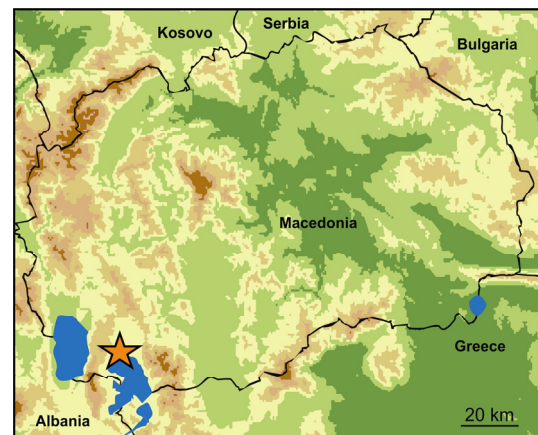 Kosovo
Serbia
Bulgaria
Macedonia
Greece
Albania
20 km